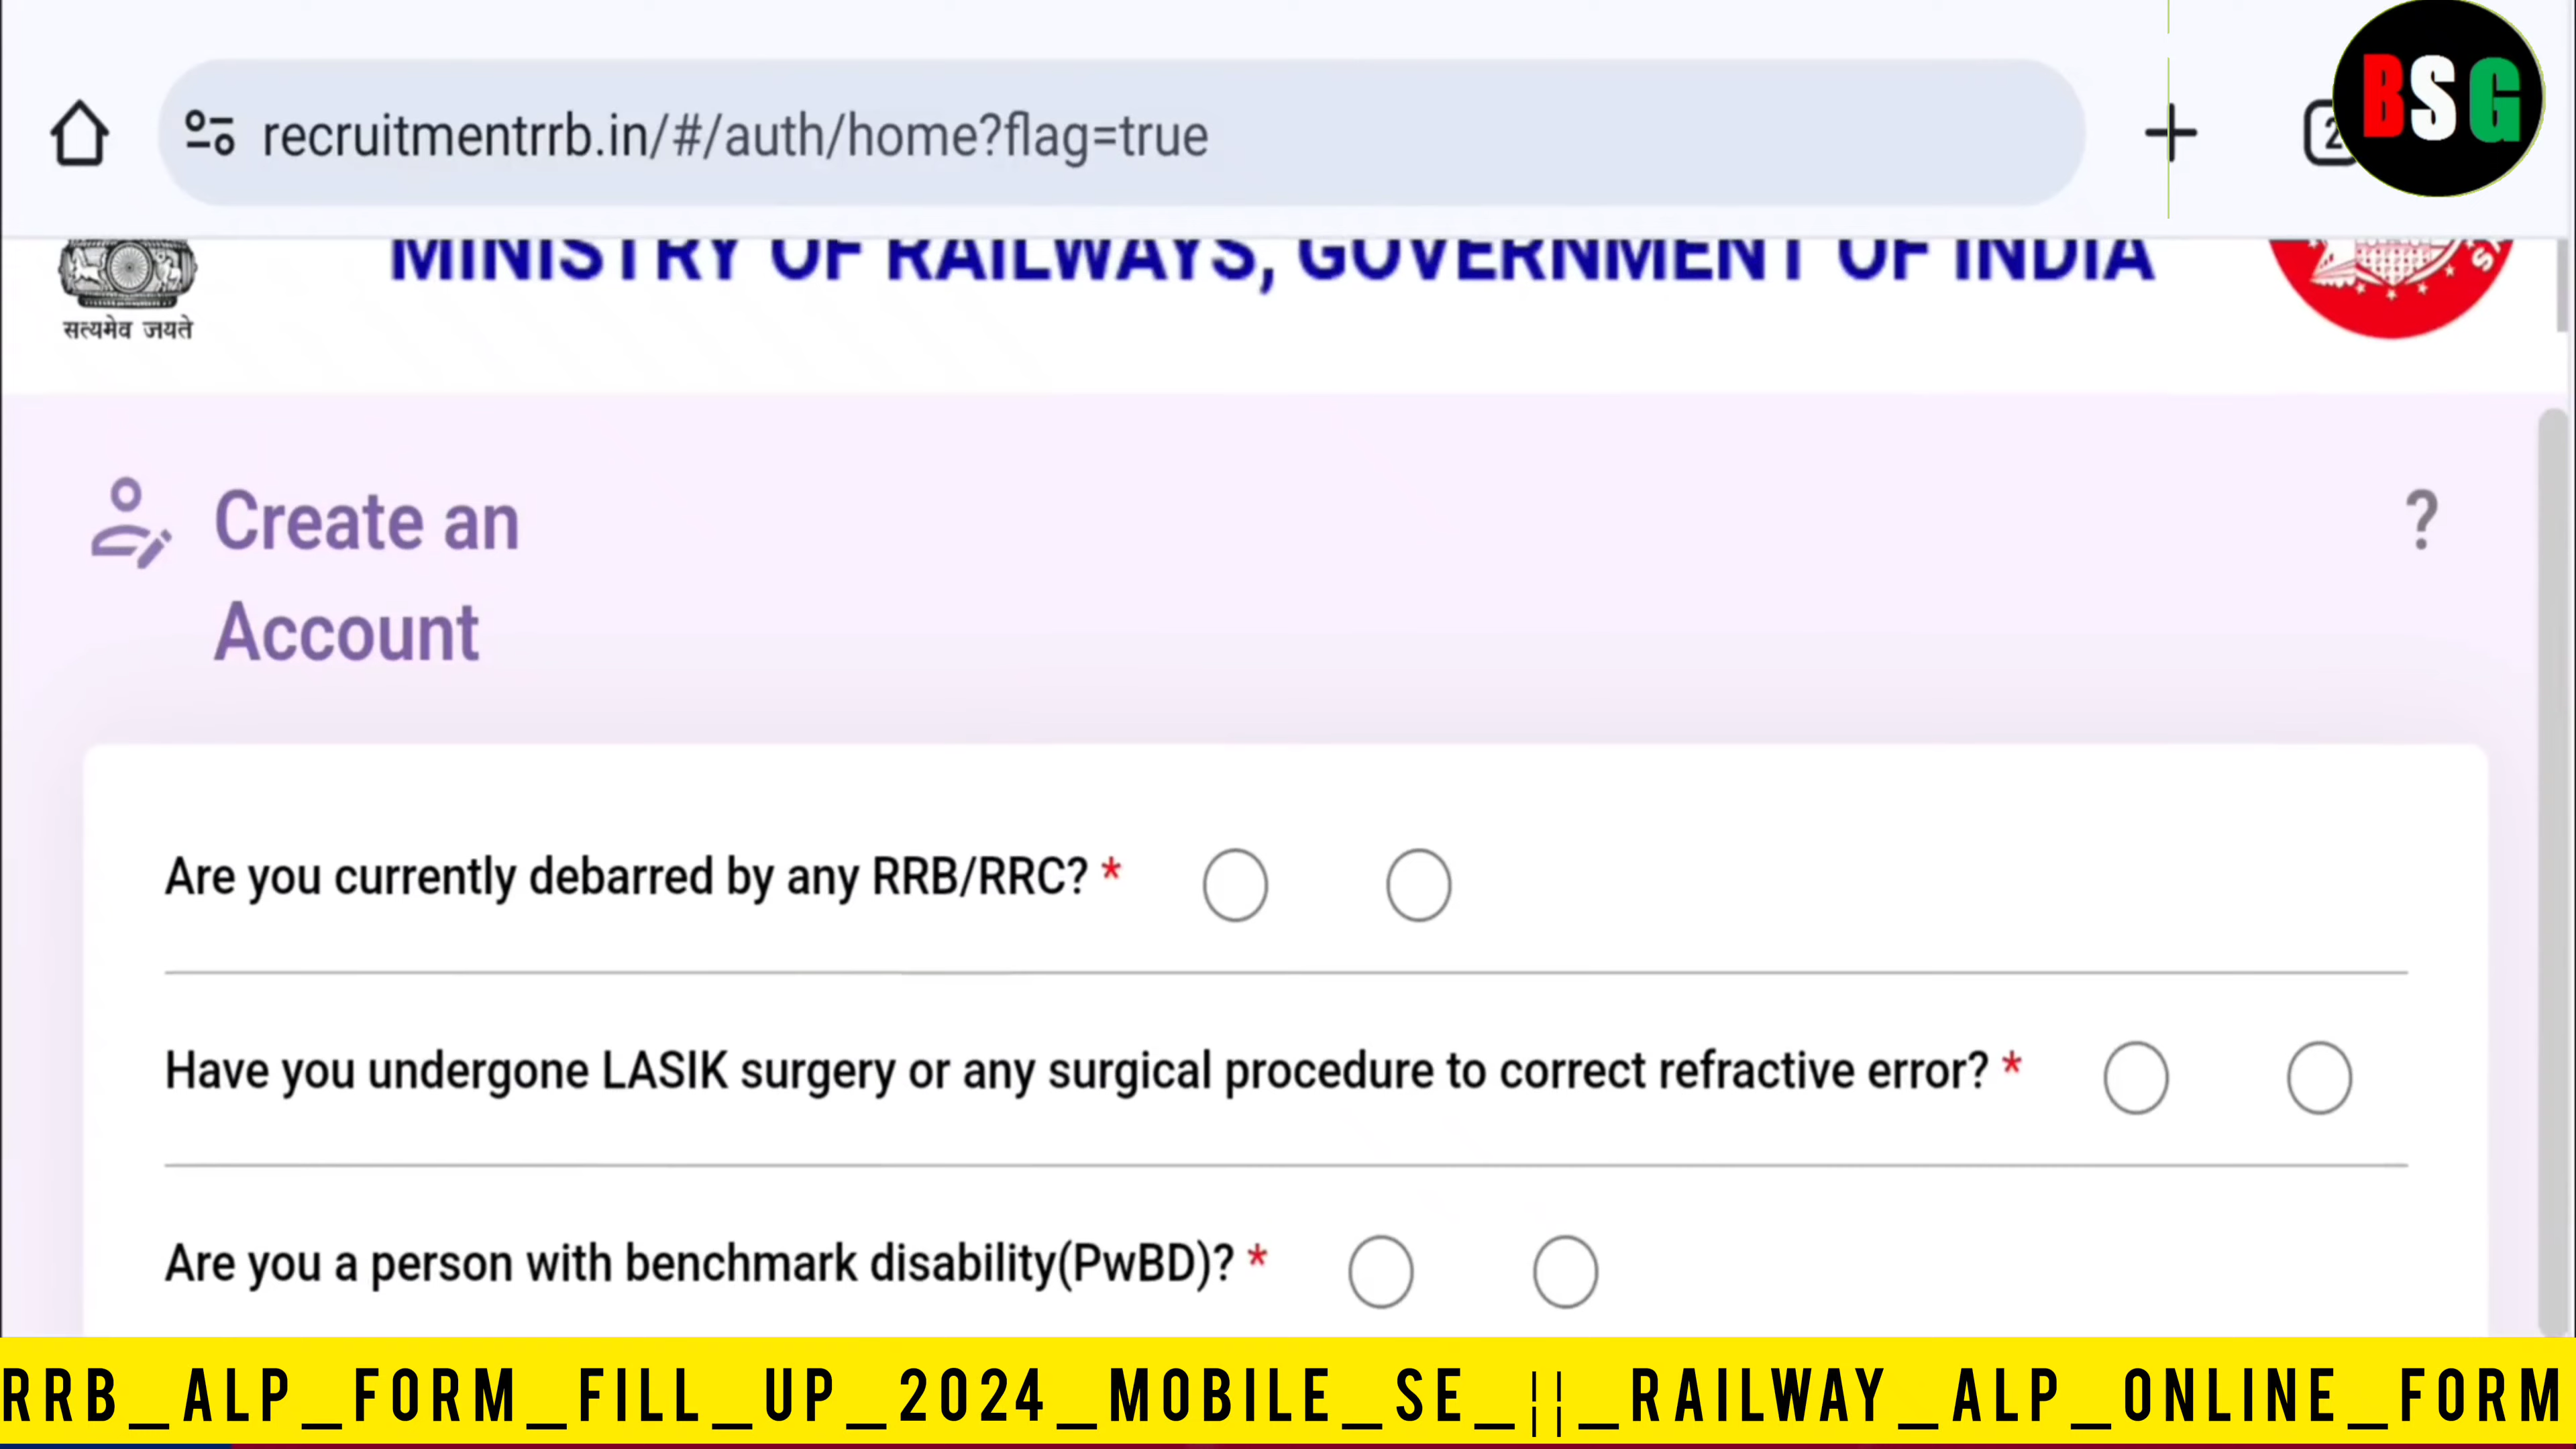 recruitmentrrb.in/#/auth/home?flag=true
2
BSG
MINISTRY OF RAILWAYS, GOVERNMENT OF INDIA
सत्यमेव जयते
Create an
Account
?
Are you currently debarred by any RRB/RRC? *
Have you undergone LASIK surgery or any surgical procedure to correct refractive error? *
Are you a person with benchmark disability(PwBD)? *
RRB_ALP_FORM_FILL_UP_2024_MOBILE_SE_¦¦_RAILWAY_ALP_ONLINE_FORM